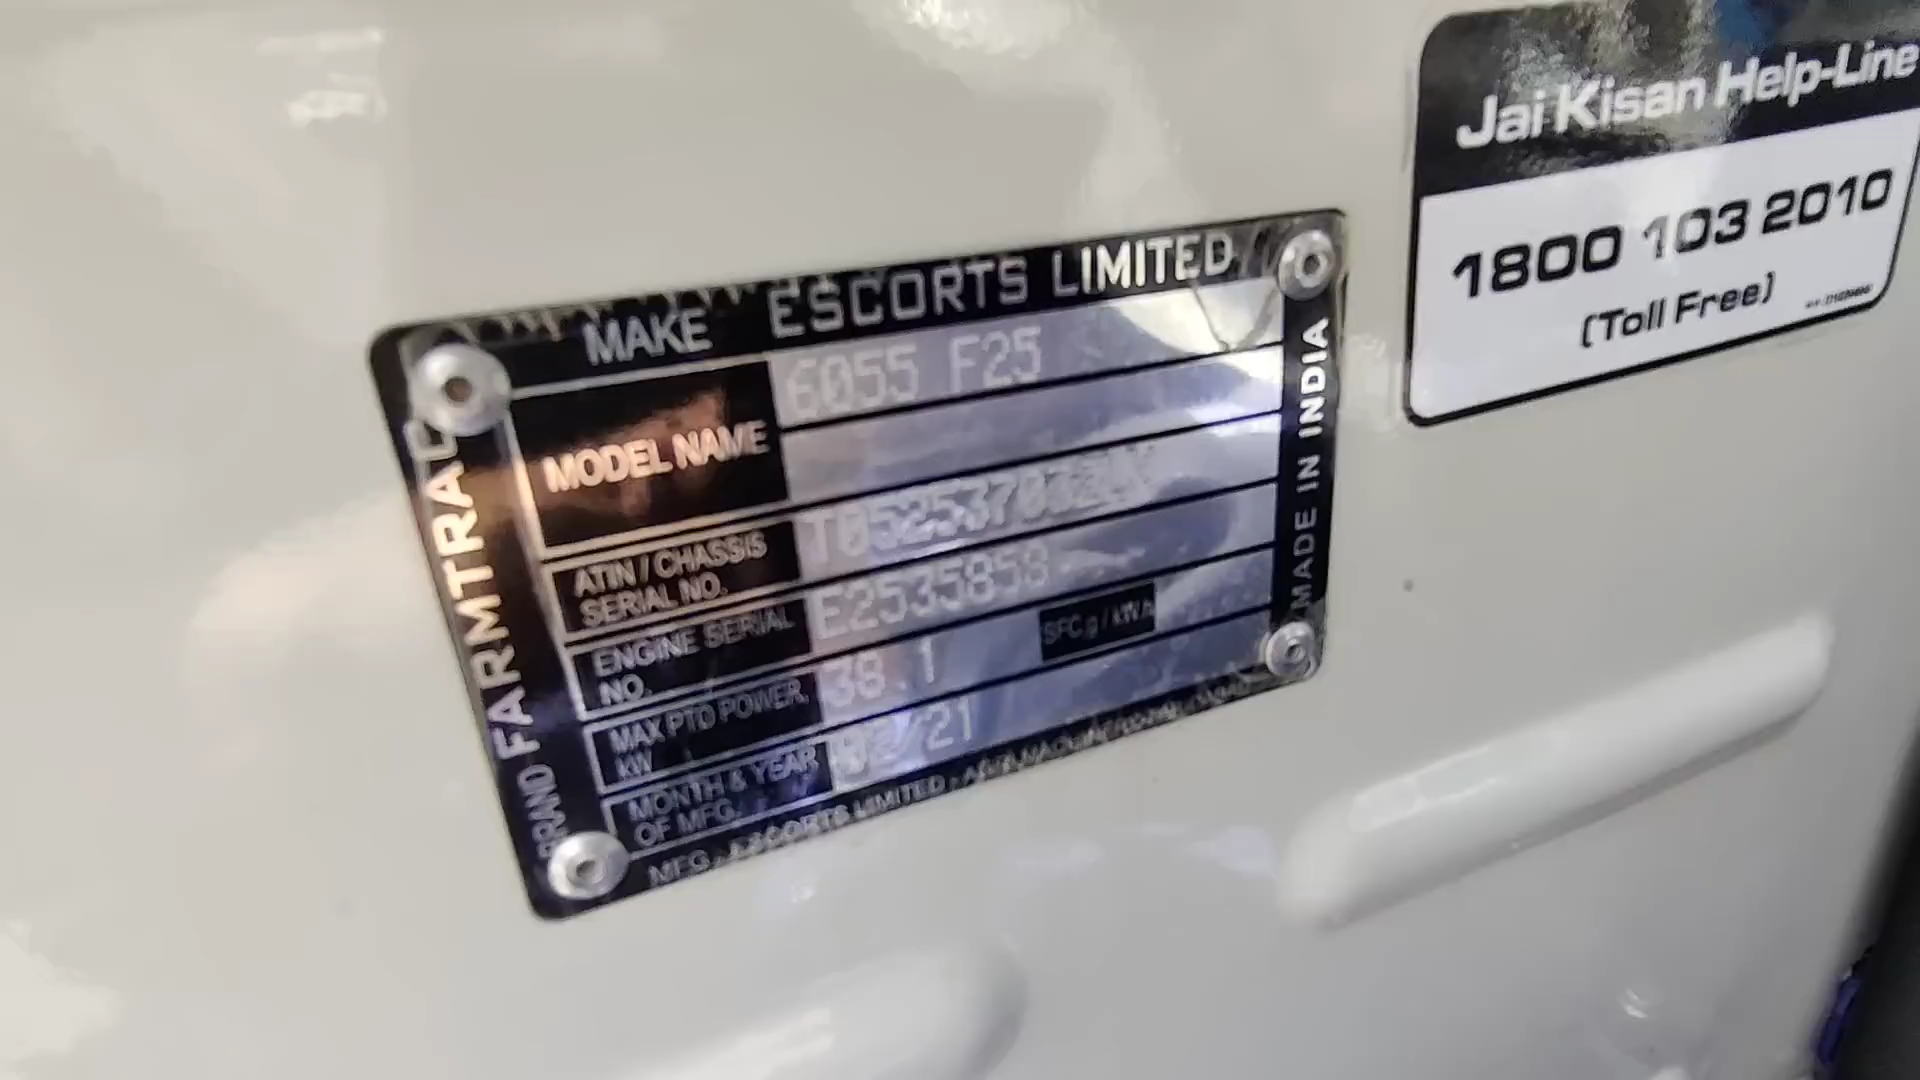 MAKE ESCORTS LIMITED
MODEL NAME 6055 F25
ATIN / CHASSIS
SERIAL NO.
ENGINE SERIAL E2535858
NO.
MAX PTO POWER, 38.1
KW
SFC,g / kW.h
MONTH & YEAR 02/21
OF MFG.
MFG. ESCORTS LIMITED
BRAND FARMTRAC
MADE IN INDIA
Jai Kisan Help-Line
1800 103 2010
(Toll Free)